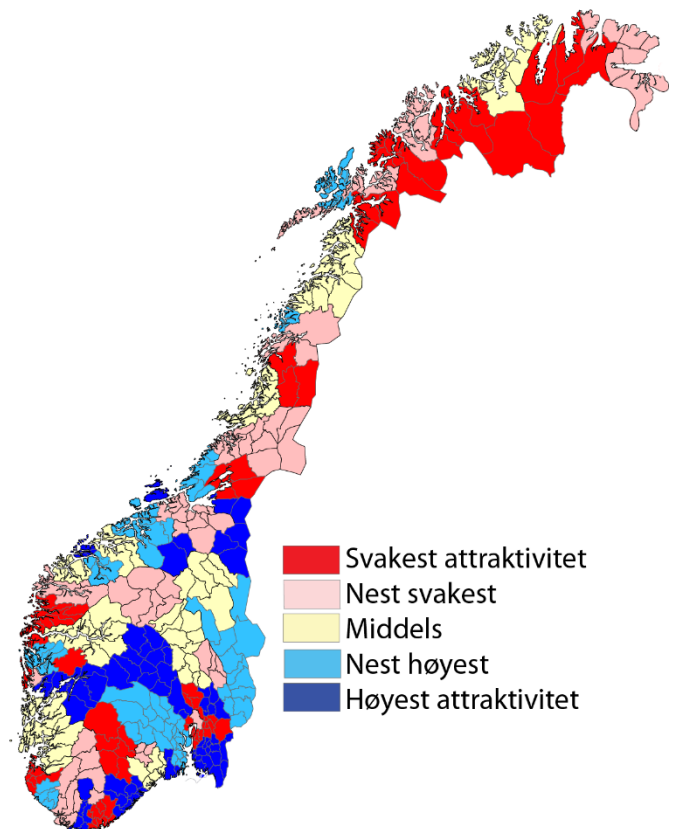 Svakest attraktivitet
Nest svakest
Middels
Nest høyest
Høyest attraktivitet